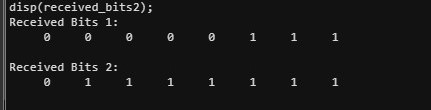 disp(received_bits2);
Received Bits 1:
0 0 0 0 0 1 1 1
Received Bits 2:
0 1 1 1 1 1 1 1